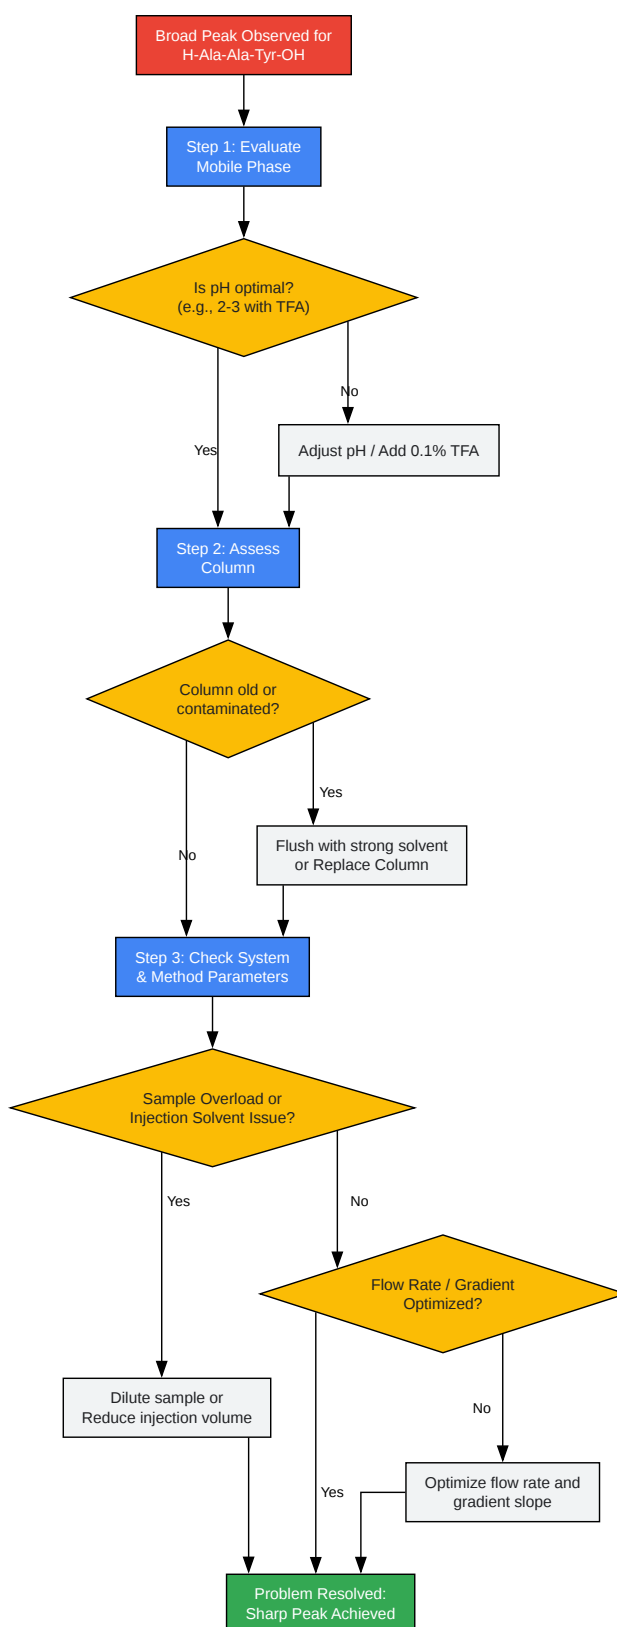 Broad Peak Observed for
H-Ala-Ala-Tyr-OH
Step 1: Evaluate
Mobile Phase
Is pH optimal?
(e.g., 2-3 with TFA)
No
Adjust pH / Add 0.1% TFA
Yes
Step 2: Assess
Column
Column old or
contaminated?
Yes
Flush with strong solvent
or Replace Column
No
Step 3: Check System
& Method Parameters
Sample Overload or
Injection Solvent Issue?
Yes
No
Flow Rate / Gradient
Optimized?
Dilute sample or
Reduce injection volume
No
Optimize flow rate and
gradient slope
Yes
Problem Resolved:
Sharp Peak Achieved